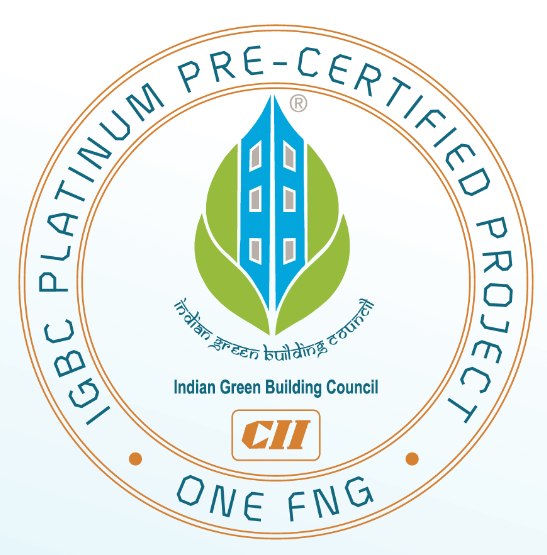 IGBC PLATINUM PRE-CERTIFIED PROJECT
®
indian green building council
Indian Green Building Council
CII
• ONE FNG •